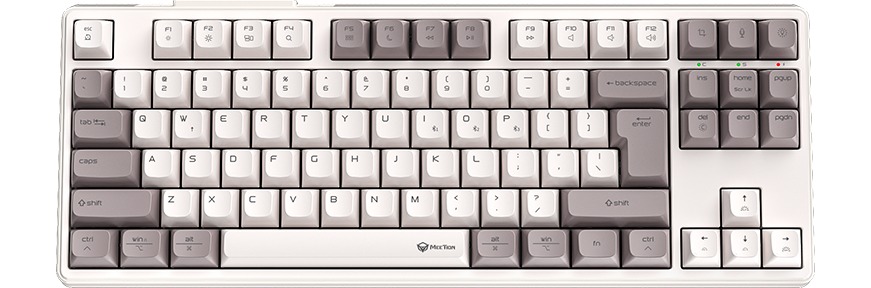 esc F1 F2 F3 F4 F5 F6 F7 F8 F9 F10 F11 F12
C S F
~ ! @ # $ % ^ & * ( ) _ + backspace ins home pgup
` 1 2 3 4 5 6 7 8 9 0 - = Scr Lk
tab Q W E R T Y U I O P { } enter del end pgdn
[ ]
caps A S D F G H J K L : " |
; ' \
shift Z X C V B N M < > ? shift
, . /
ctrl win alt MEETION alt win fn ctrl